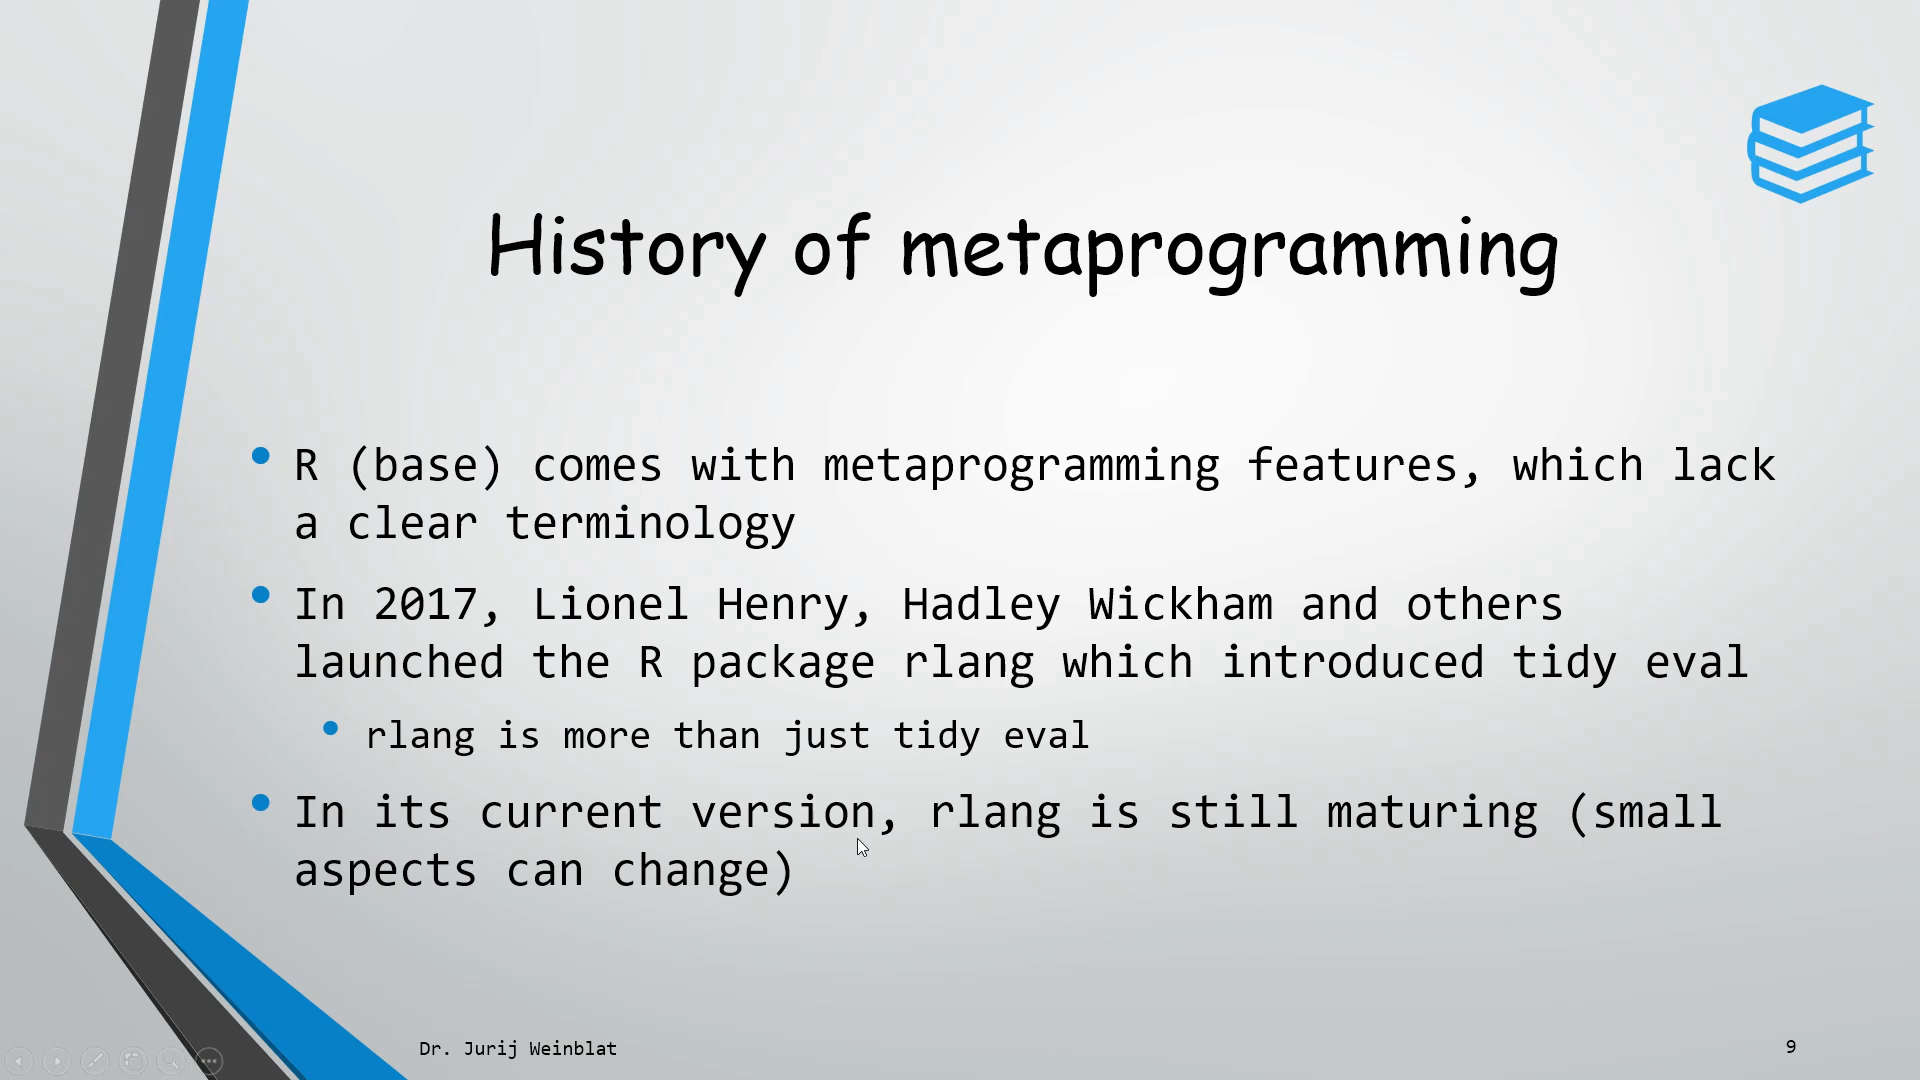 History of metaprogramming
• R (base) comes with metaprogramming features, which lack
a clear terminology
• In 2017, Lionel Henry, Hadley Wickham and others
launched the R package rlang which introduced tidy eval
• rlang is more than just tidy eval
• In its current version, rlang is still maturing (small
aspects can change)
Dr. Jurij Weinblat
9